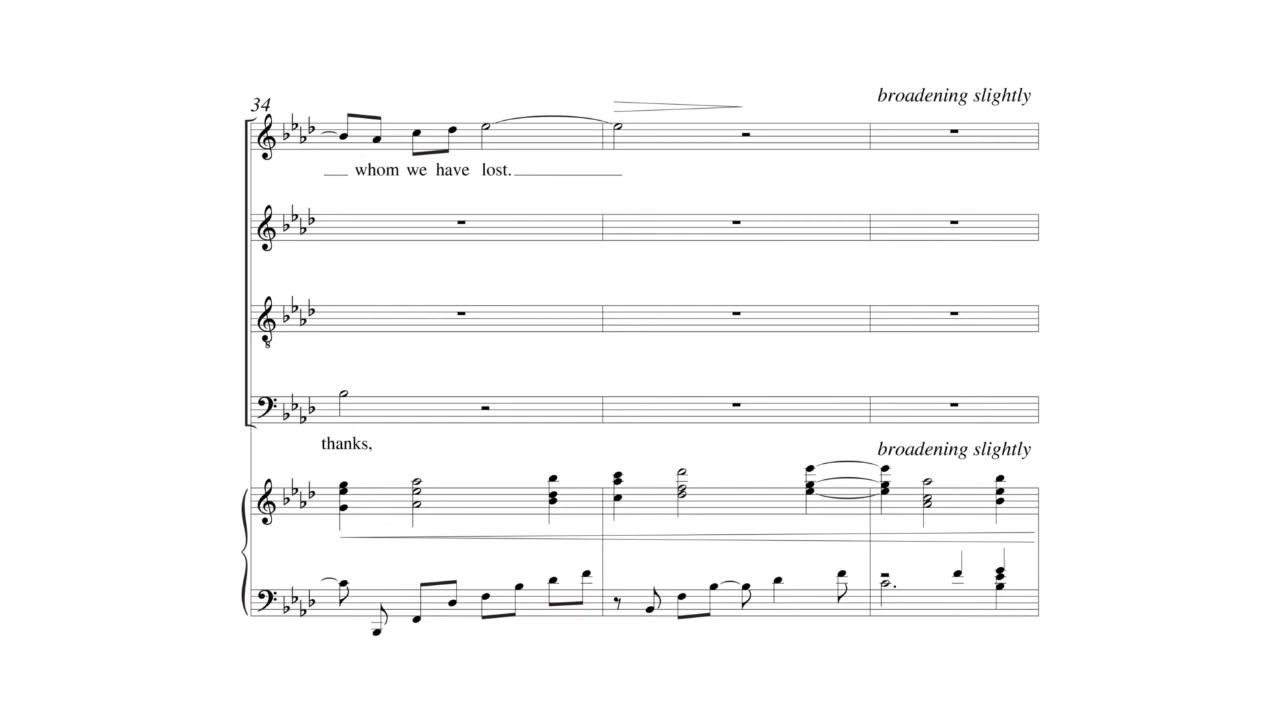 34
broadening slightly
whom we have lost.
thanks,
broadening slightly